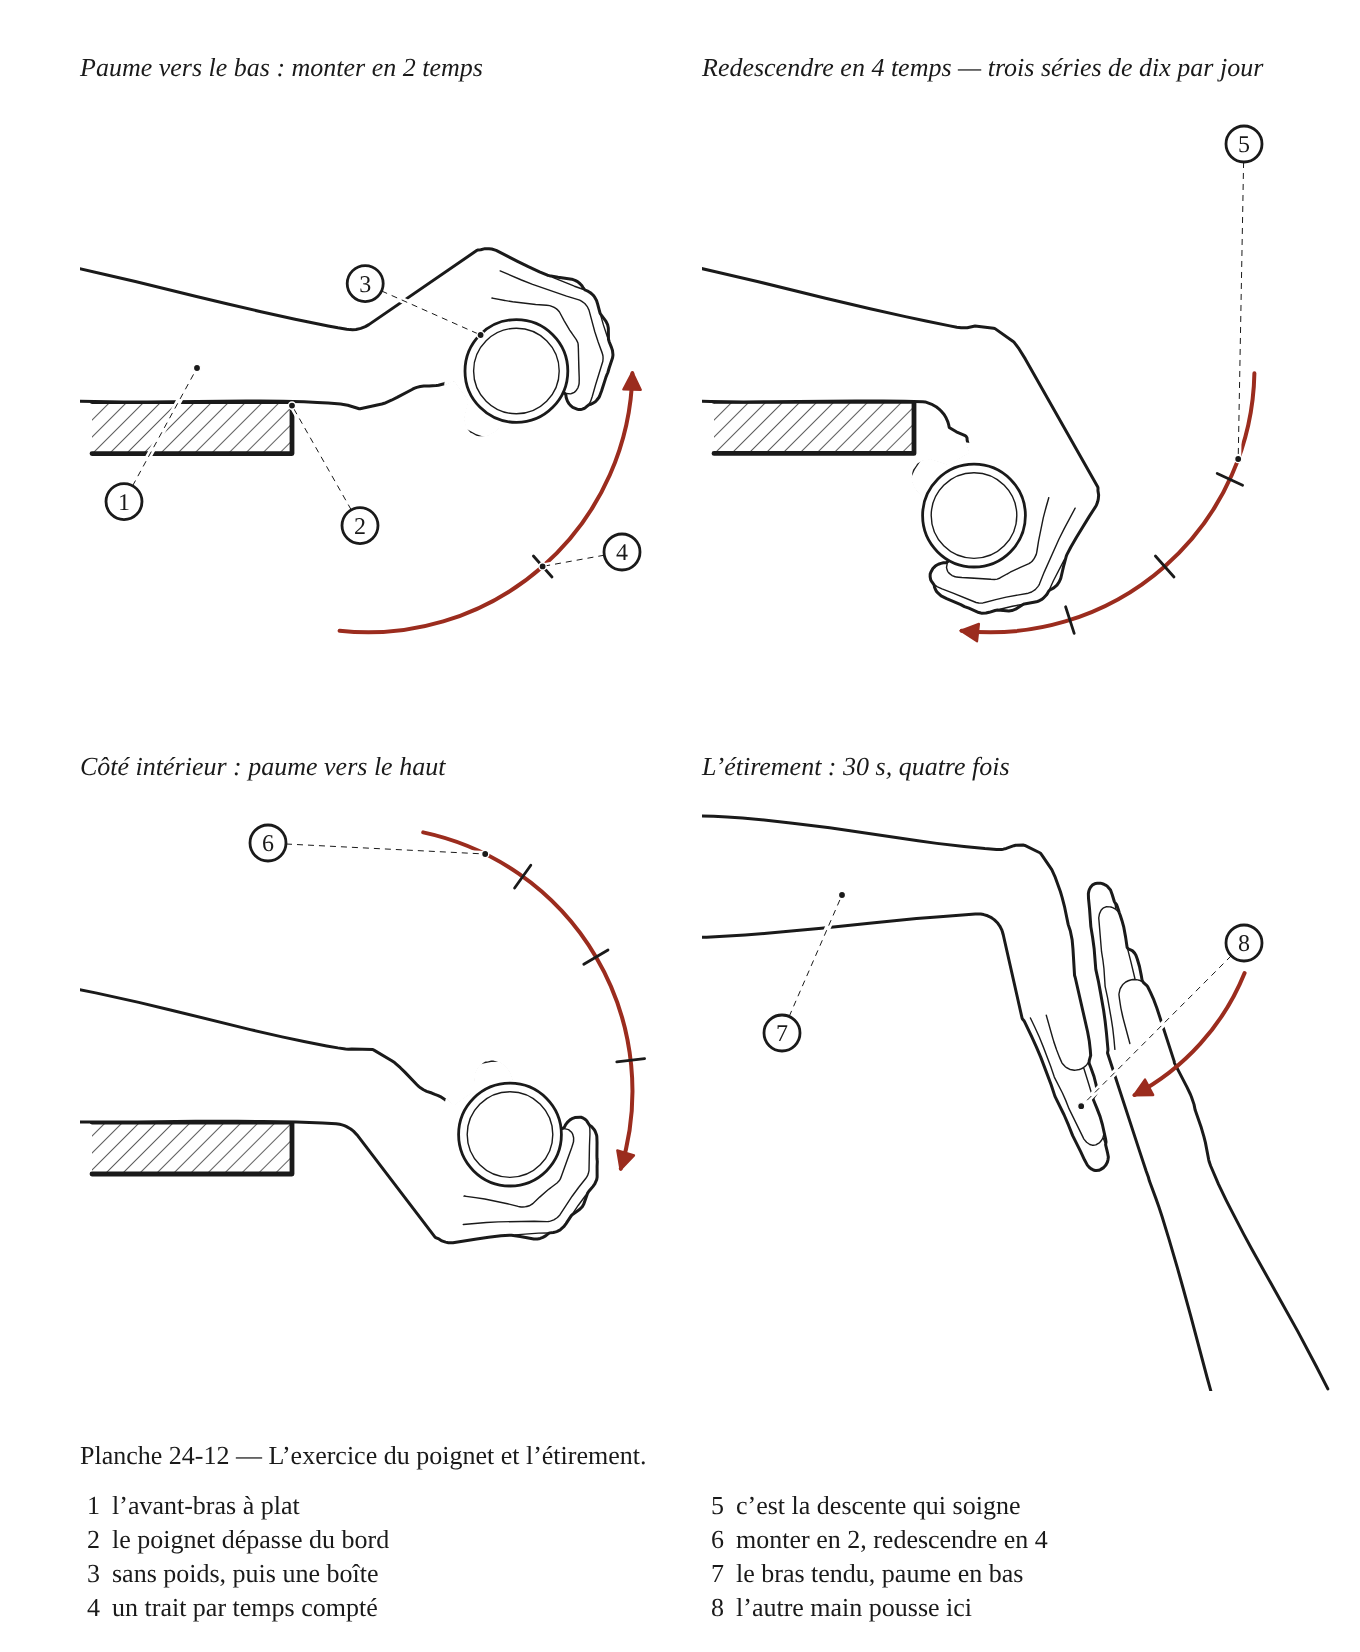 Paume vers le bas : monter en 2 temps
Redescendre en 4 temps — trois séries de dix par jour
5
3
1
2
4
Côté intérieur : paume vers le haut
L’étirement : 30 s, quatre fois
6
8
7
Planche 24-12 — L’exercice du poignet et l’étirement.
1 l’avant-bras à plat
2 le poignet dépasse du bord
3 sans poids, puis une boîte
4 un trait par temps compté
5 c’est la descente qui soigne
6 monter en 2, redescendre en 4
7 le bras tendu, paume en bas
8 l’autre main pousse ici